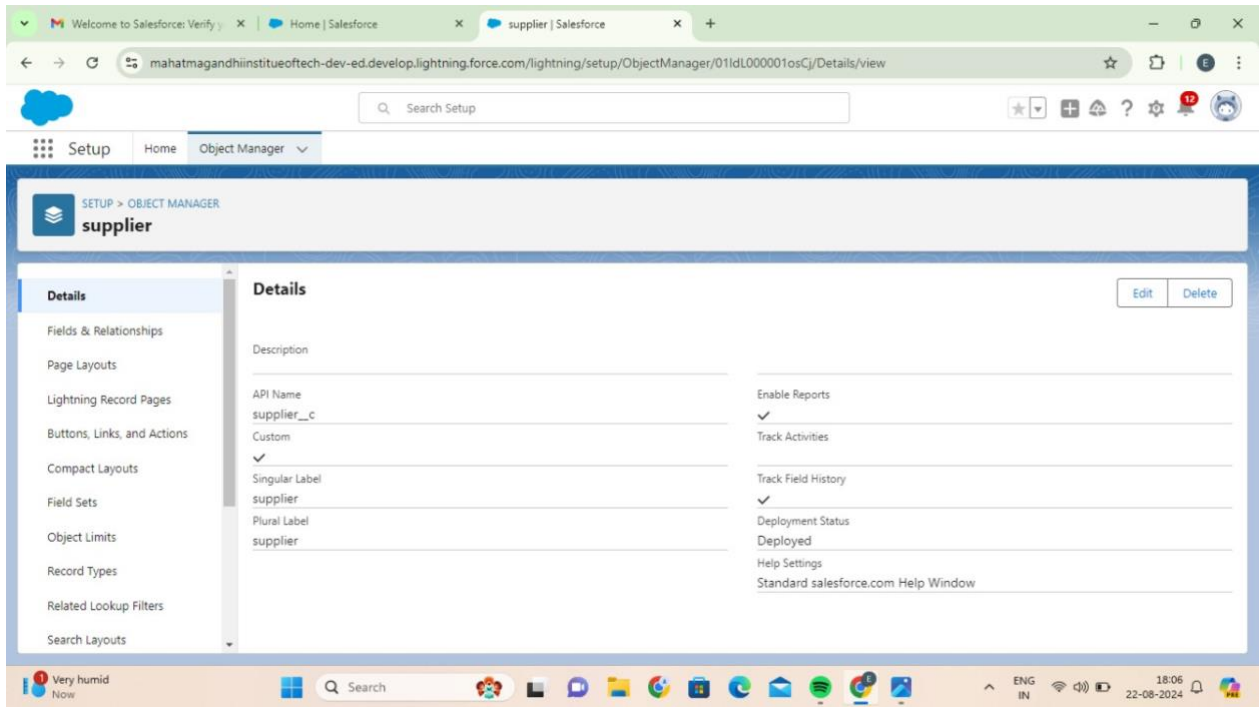 Welcome to Salesforce: Verify y
Home | Salesforce
supplier | Salesforce
mahatmagandhiinstitueoftech-dev-ed.develop.lightning.force.com/lightning/setup/ObjectManager/01IdL000001osCj/Details/view
E
Search Setup
12
Setup
Home
Object Manager
SETUP > OBJECT MANAGER
supplier
Details
Fields & Relationships
Page Layouts
Lightning Record Pages
Buttons, Links, and Actions
Compact Layouts
Field Sets
Object Limits
Record Types
Related Lookup Filters
Search Layouts
Details
Edit
Delete
Description
API Name
supplier__c
Custom
Singular Label
supplier
Plural Label
supplier
Enable Reports
Track Activities
Track Field History
Deployment Status
Deployed
Help Settings
Standard salesforce.com Help Window
1
Very humid
Now
Search
E
ENG
IN
18:06
22-08-2024
PRE